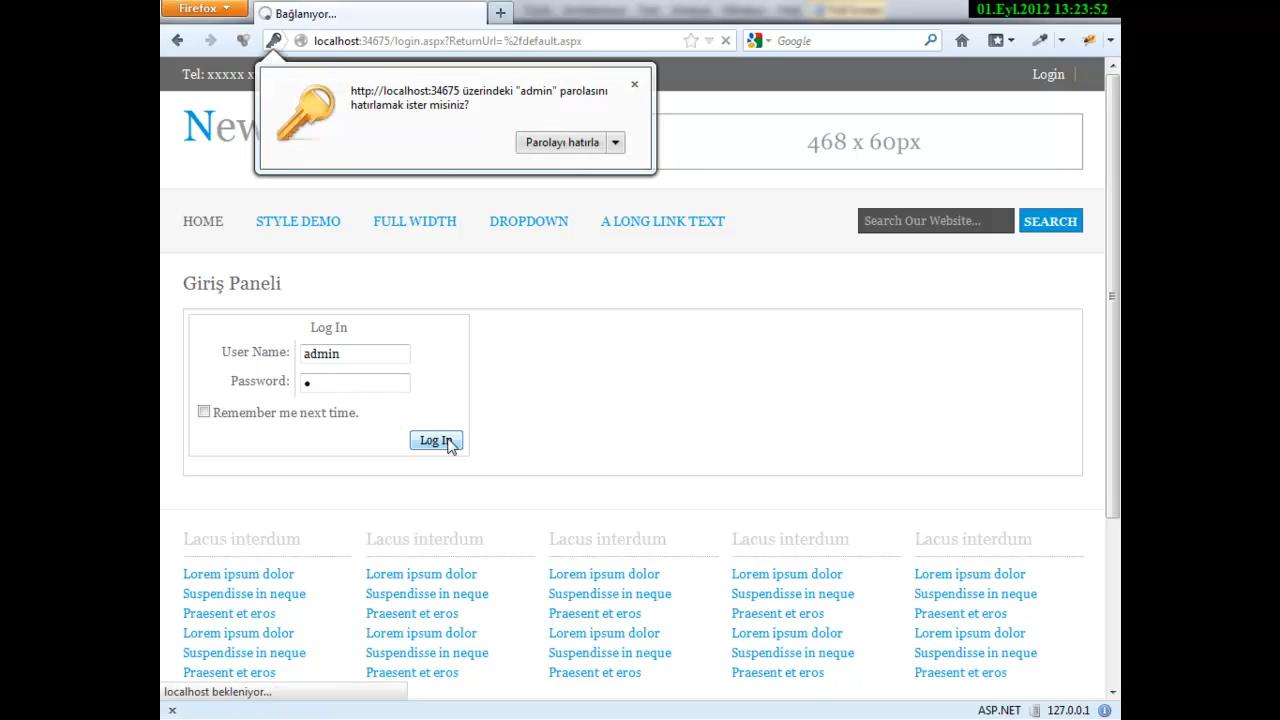 Firefox
Bağlanıyor...
01.Eyl.2012 13:23:52
localhost:34675/login.aspx?ReturnUrl=%2fdefault.aspx
Google
Tel: xxxxx x
Login
http://localhost:34675 üzerindeki "admin" parolasını
hatırlamak ister misiniz?
Parolayı hatırla
New
468 x 60px
HOME
STYLE DEMO
FULL WIDTH
DROPDOWN
A LONG LINK TEXT
Search Our Website...
SEARCH
Giriş Paneli
Log In
User Name:
admin
Password:
Remember me next time.
Log In
Lacus interdum
Lorem ipsum dolor
Suspendisse in neque
Praesent et eros
Lorem ipsum dolor
Suspendisse in neque
Praesent et eros
Lacus interdum
Lorem ipsum dolor
Suspendisse in neque
Praesent et eros
Lorem ipsum dolor
Suspendisse in neque
Praesent et eros
Lacus interdum
Lorem ipsum dolor
Suspendisse in neque
Praesent et eros
Lorem ipsum dolor
Suspendisse in neque
Praesent et eros
Lacus interdum
Lorem ipsum dolor
Suspendisse in neque
Praesent et eros
Lorem ipsum dolor
Suspendisse in neque
Praesent et eros
Lacus interdum
Lorem ipsum dolor
Suspendisse in neque
Praesent et eros
Lorem ipsum dolor
Suspendisse in neque
Praesent et eros
localhost bekleniyor...
ASP.NET
127.0.0.1